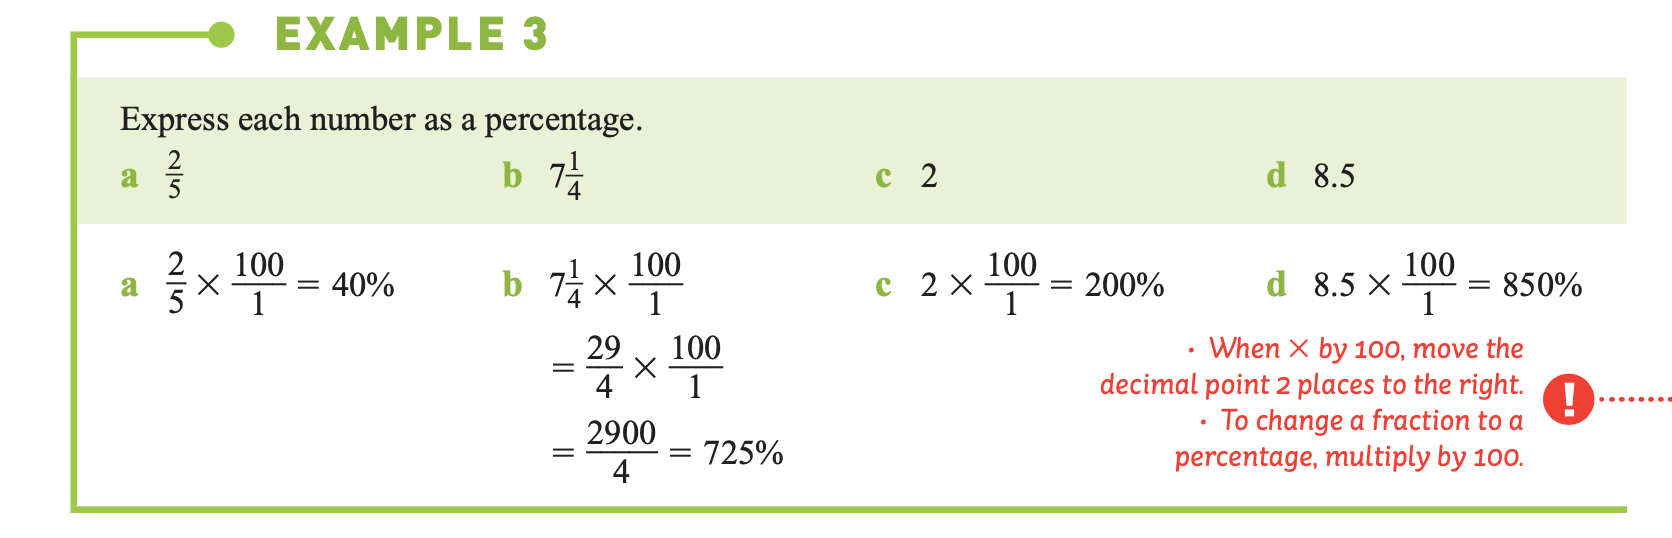 EXAMPLE 3
Express each number as a percentage.
a 2/5 b 7 1/4 c 2 d 8.5
a 2/5 × 100/1 = 40% b 7 1/4 × 100/1 c 2 × 100/1 = 200% d 8.5 × 100/1 = 850%
= 29/4 × 100/1
= 2900/4 = 725%
· When × by 100, move the
decimal point 2 places to the right.
· To change a fraction to a
percentage, multiply by 100.
!